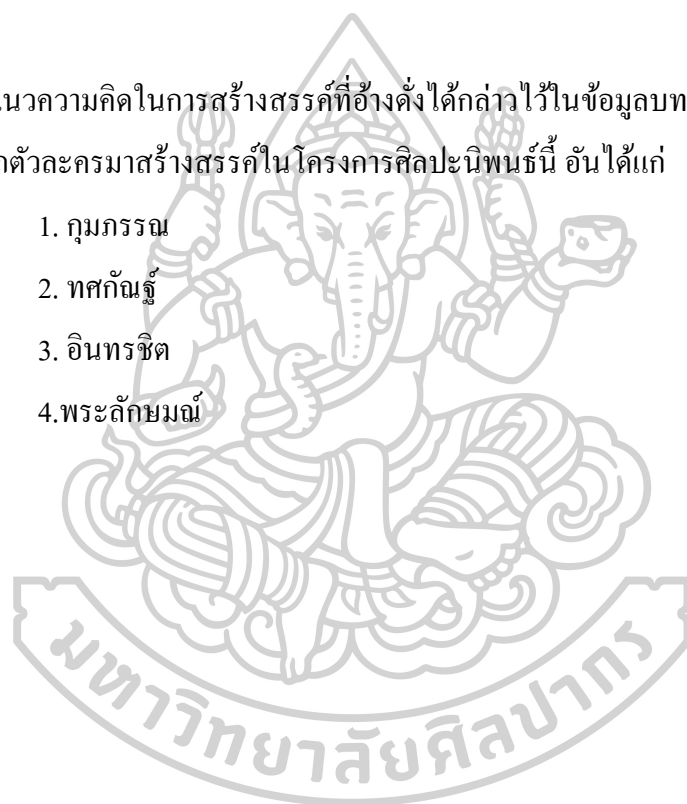 นวความคิดในการสร้างสรรค์ที่อ้างดั่งได้กล่าวไว้ในข้อมูลบท
ตัวละครมาสร้างสรรค์ในโครงการศิลปะนิพนธ์นี้ อันได้แก่
1. กุมภรรณ
2. ทศกัณฐ์
3. อินทรชิต
4.พระลักษมณ์
มหาวิทยาลัยศิลปากร